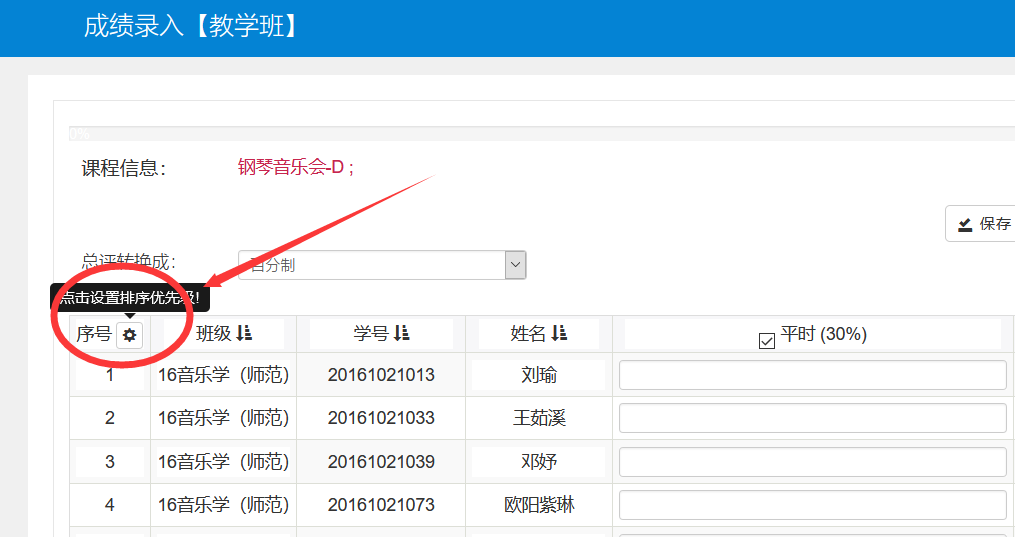 成绩录入【教学班】
0%
课程信息： 钢琴音乐会-D ;
保存
总评转换成： 百分制
点击设置排序优先级!
序号 班级 学号 姓名 平时 (30%)
1 16音乐学（师范） 20161021013 刘瑜
2 16音乐学（师范） 20161021033 王茹溪
3 16音乐学（师范） 20161021039 邓妤
4 16音乐学（师范） 20161021073 欧阳紫琳